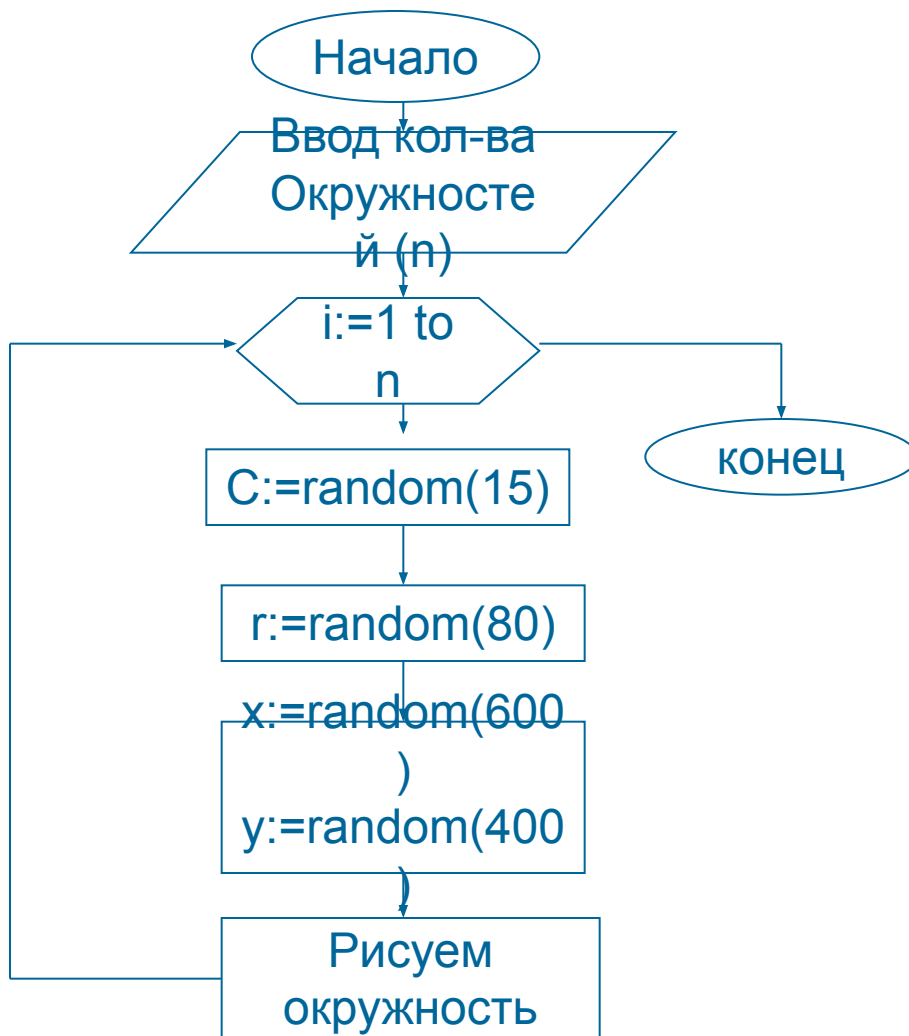 Начало
Ввод кол-ва
Окружносте
й (n)
i:=1 to
n
конец
C:=random(15)
r:=random(80)
x:=random(600
)
y:=random(400
)
Рисуем
окружность